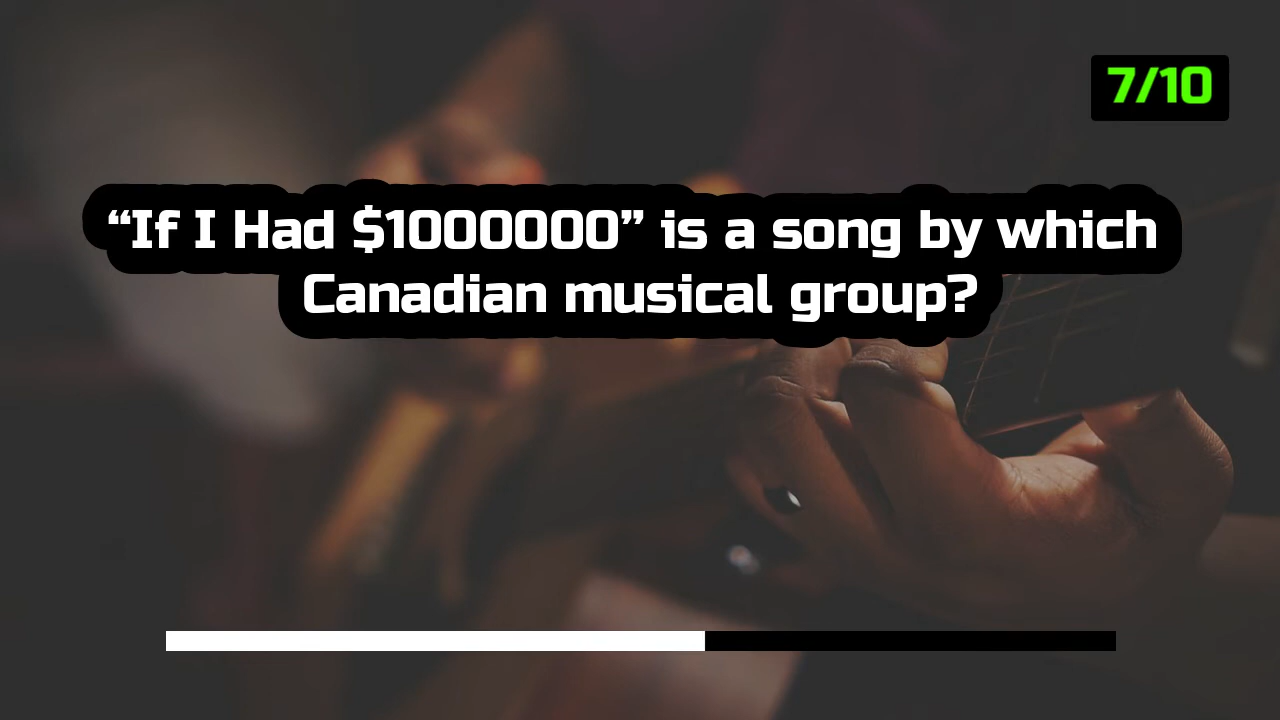 7/10
“If I Had $1000000” is a song by which
Canadian musical group?